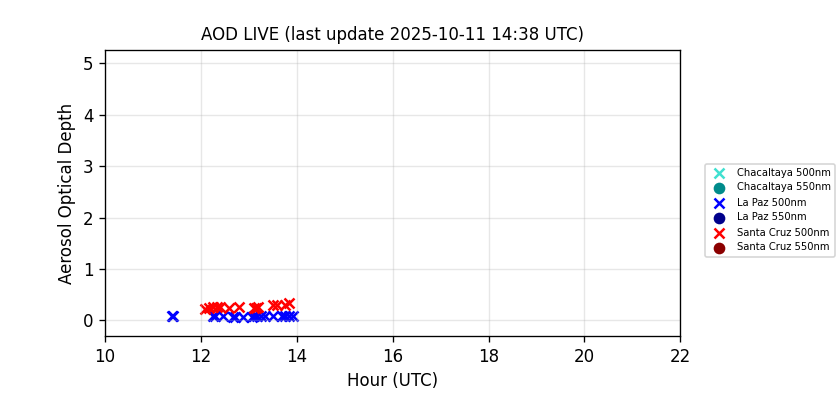 AOD LIVE (last update 2025-10-11 14:38 UTC)
Aerosol Optical Depth
5
4
3
2
1
0
10 12 14 16 18 20 22
Hour (UTC)
Chacaltaya 500nm
Chacaltaya 550nm
La Paz 500nm
La Paz 550nm
Santa Cruz 500nm
Santa Cruz 550nm